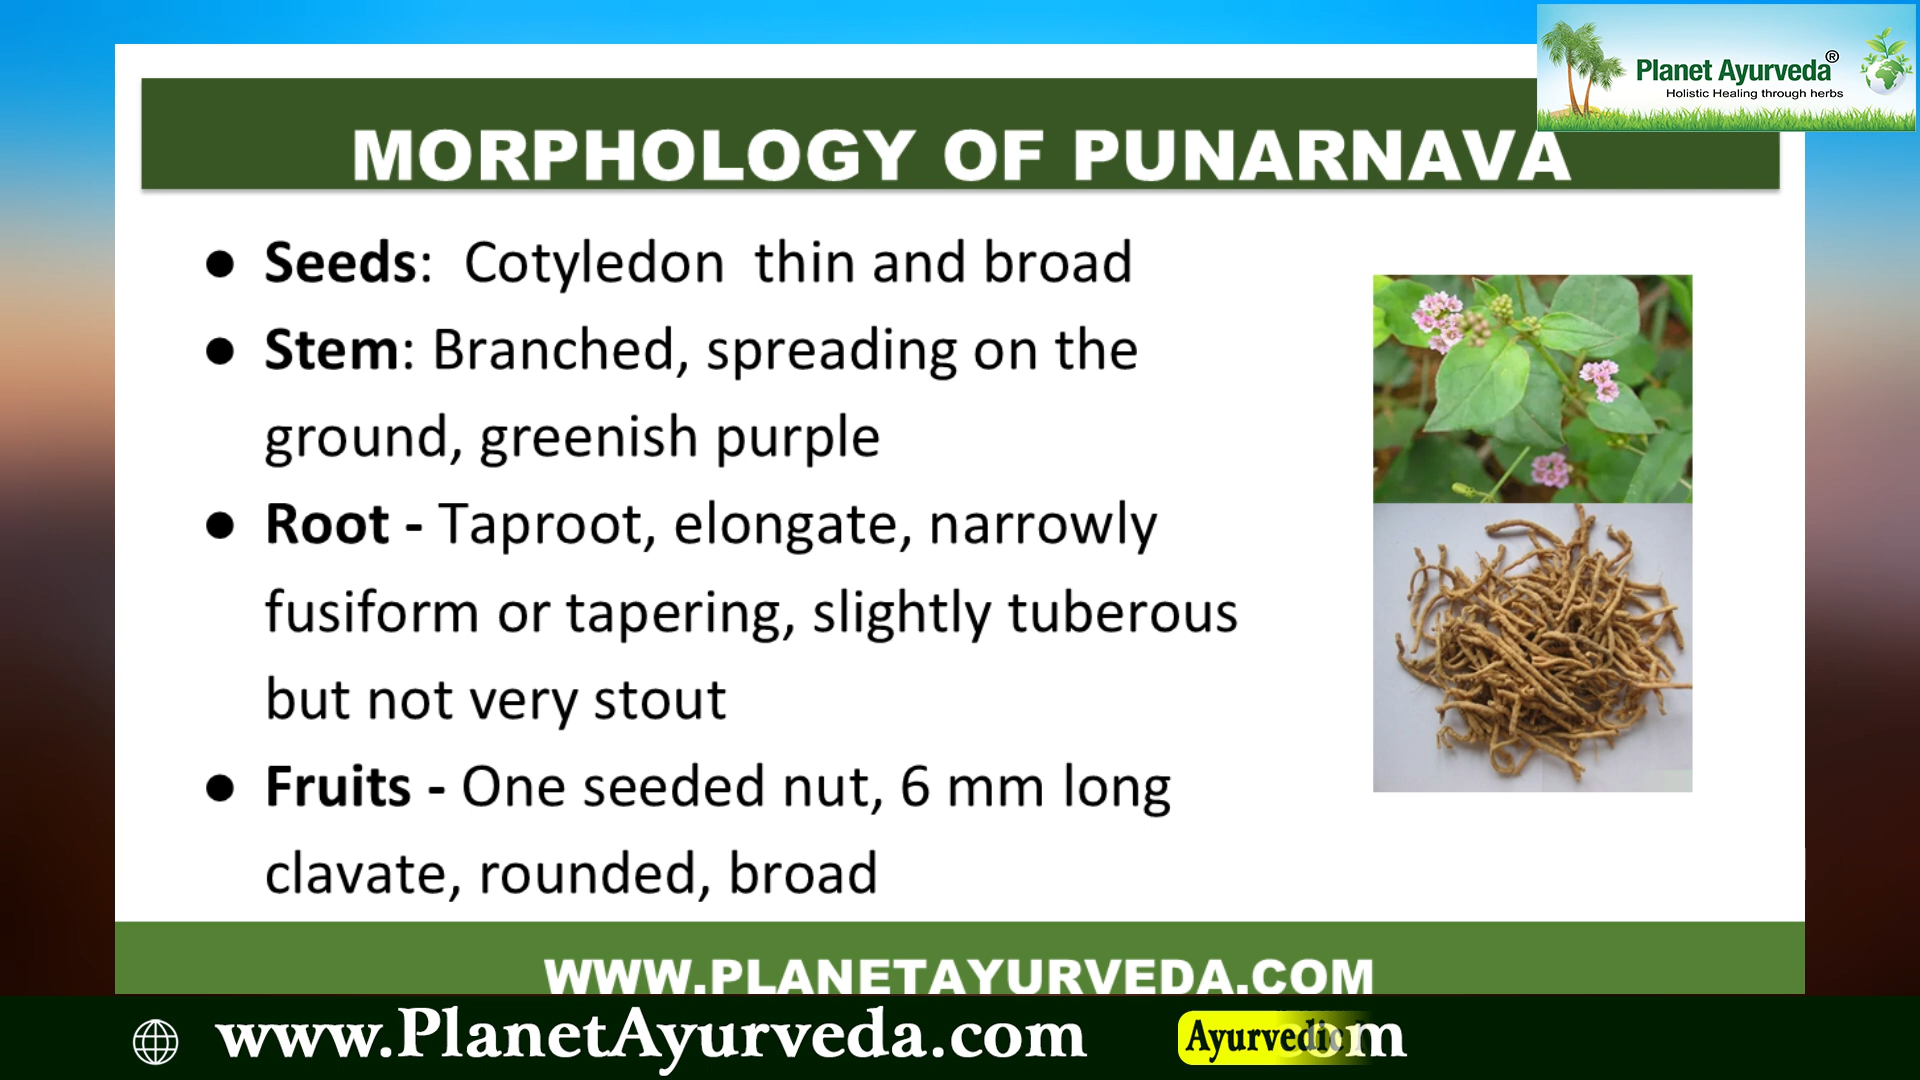 Planet Ayurveda®
Holistic Healing through herbs
MORPHOLOGY OF PUNARNAVA
● Seeds: Cotyledon thin and broad
● Stem: Branched, spreading on the
ground, greenish purple
● Root - Taproot, elongate, narrowly
fusiform or tapering, slightly tuberous
but not very stout
● Fruits - One seeded nut, 6 mm long
clavate, rounded, broad
WWW.PLANETAYURVEDA.COM
www.PlanetAyurveda.com
Ayurvedic